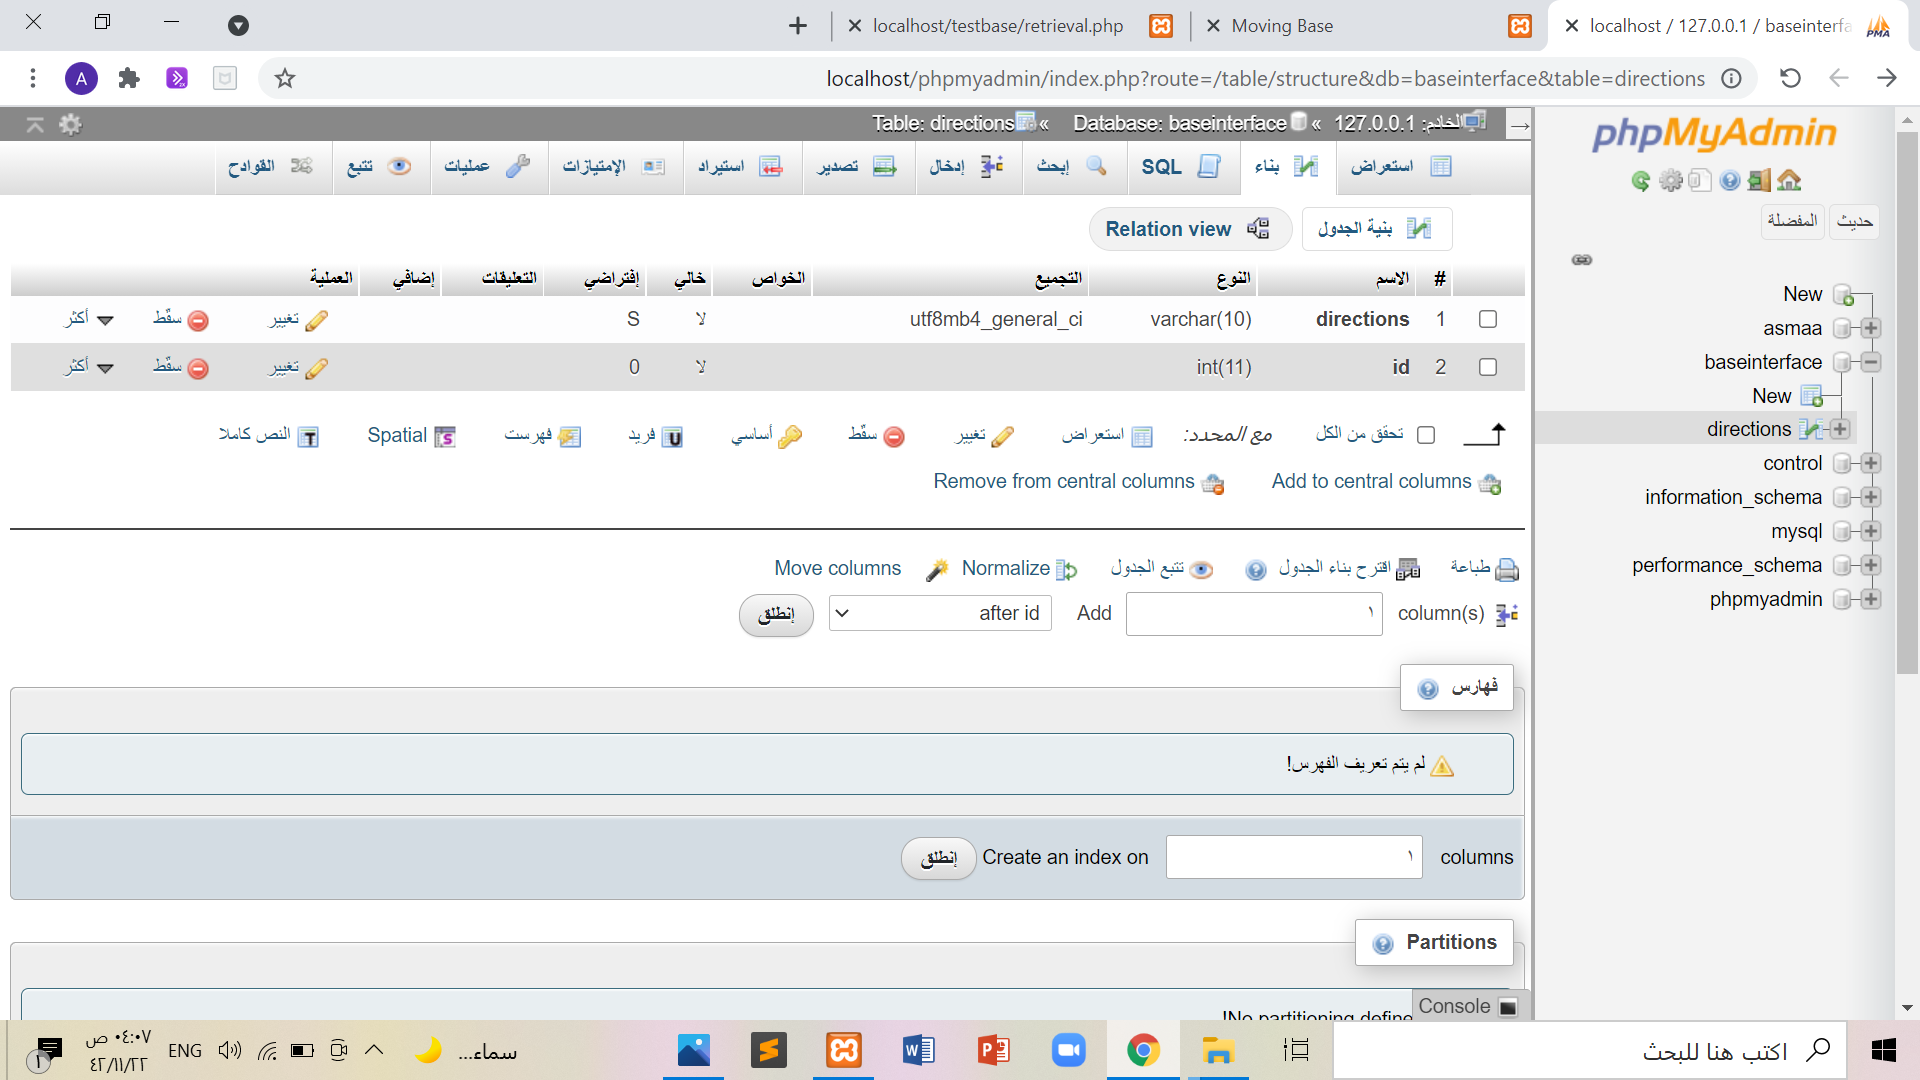 localhost/testbase/retrieval.php
Moving Base
localhost / 127.0.0.1 / baseinterfa
PMA
A
localhost/phpmyadmin/index.php?route=/table/structure&db=baseinterface&table=directions
الخادم: 127.0.0.1 » Database: baseinterface » Table: directions
استعراض
بناء
SQL
إبحث
إدخال
تصدير
استيراد
الإمتيازات
عمليات
تتبع
القوادح
بنية الجدول
Relation view
# الاسم النوع التجميع الخواص خالي إفتراضي التعليقات إضافي العملية
1 directions varchar(10) utf8mb4_general_ci لا S تغيير سقّط أكثر
2 id int(11) لا 0 تغيير سقّط أكثر
تحقق من الكل مع المحدد: استعراض تغيير سقّط أساسي فريد فهرست Spatial النص كاملا
Add to central columns Remove from central columns
طباعة اقترح بناء الجدول تتبع الجدول Normalize Move columns
column(s) ١ Add after id إنطلق
فهارس
لم يتم تعريف الفهرس!
columns ١ Create an index on إنطلق
Partitions
!No partitioning define
Console
phpMyAdmin
حديث المفضلة
New
asmaa
baseinterface
New
directions
control
information_schema
mysql
performance_schema
phpmyadmin
اكتب هنا للبحث
سماء...
ENG
٠٤:٠٧ ص
٤٢/١١/٢٢
١